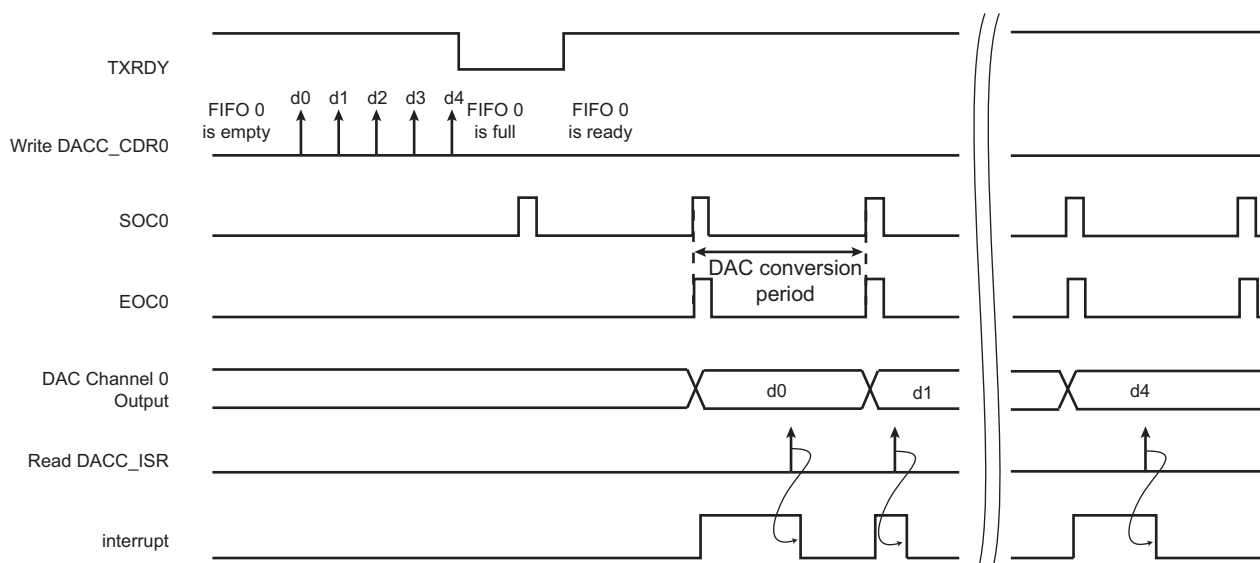 TXRDY
FIFO 0
is empty
d0
d1
d2
d3
d4
FIFO 0
is full
FIFO 0
is ready
Write DACC_CDR0
SOC0
DAC conversion
period
EOC0
DAC Channel 0
Output
d0
d1
d4
Read DACC_ISR
interrupt